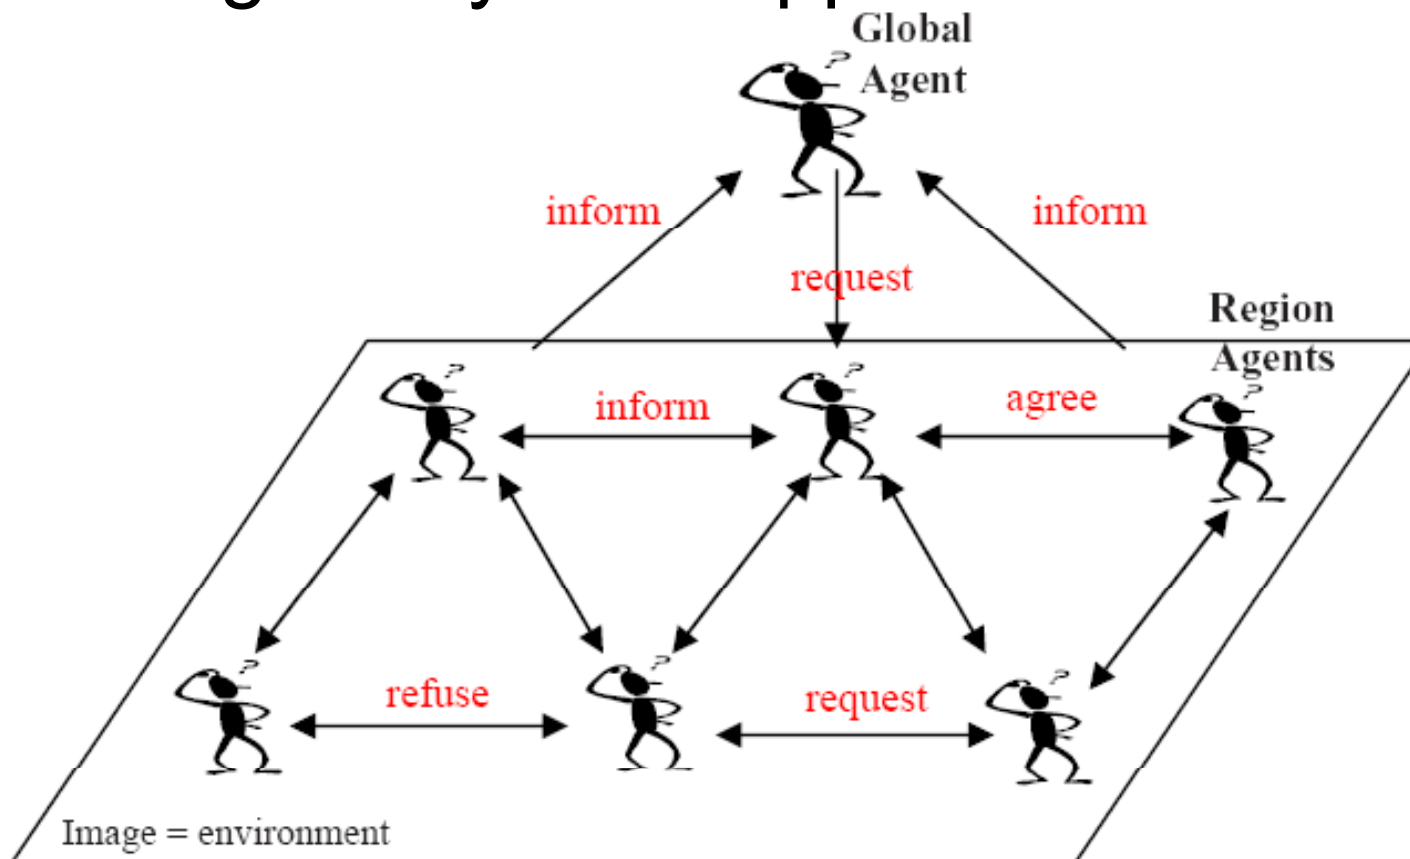 Global
Agent
inform
inform
request
Region
Agents
inform
agree
refuse
request
Image = environment